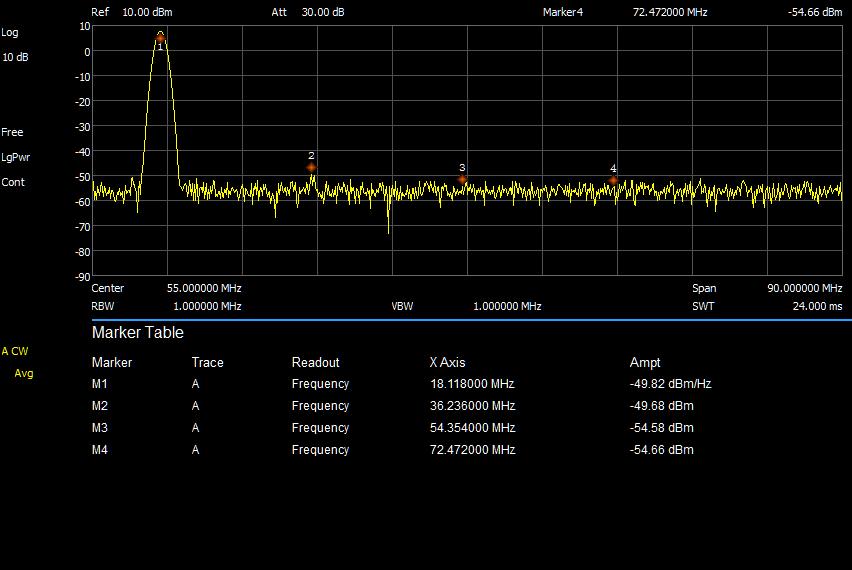 Ref 10.00 dBm Att 30.00 dB Marker4 72.472000 MHz -54.66 dBm
Log
10 dB
Free
LgPwr
Cont
10
0
-10
-20
-30
-40
-50
-60
-70
-80
-90
1
2
3
4
Center 55.000000 MHz Span 90.000000 MHz
RBW 1.000000 MHz VBW 1.000000 MHz SWT 24.000 ms
A CW
Avg
Marker Table
Marker Trace Readout X Axis Ampt
M1 A Frequency 18.118000 MHz -49.82 dBm/Hz
M2 A Frequency 36.236000 MHz -49.68 dBm
M3 A Frequency 54.354000 MHz -54.58 dBm
M4 A Frequency 72.472000 MHz -54.66 dBm